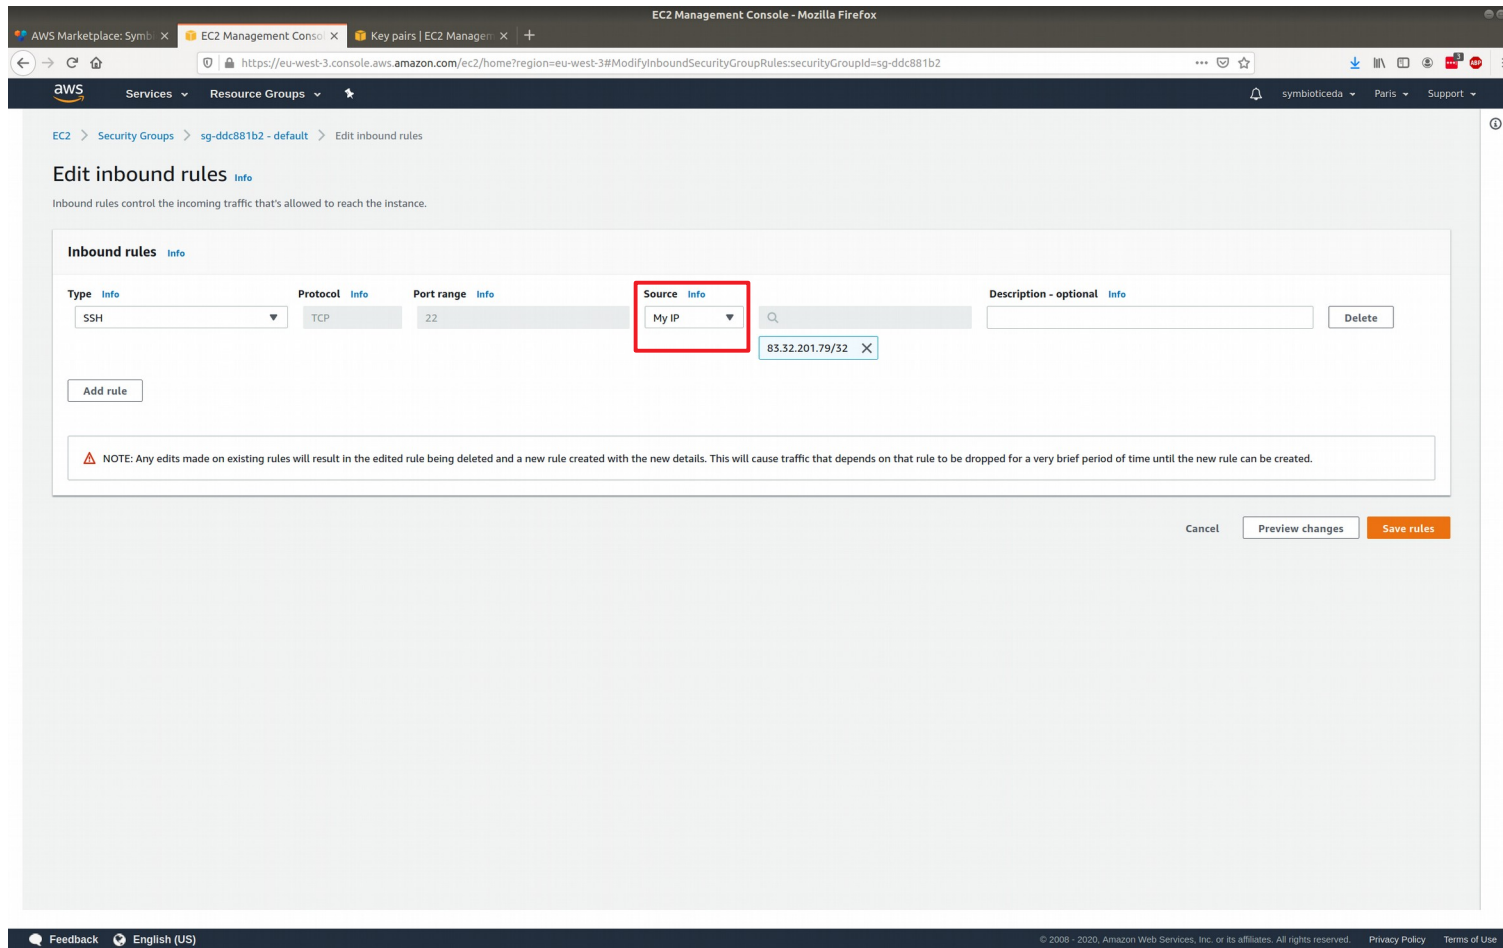 EC2 Management Console - Mozilla Firefox
AWS Marketplace: Symbi
EC2 Management Consol
Key pairs | EC2 Managem
https://eu-west-3.console.aws.amazon.com/ec2/home?region=eu-west-3#ModifyInboundSecurityGroupRules:securityGroupId=sg-ddc881b2
3
ABP
aws Services Resource Groups symbioticeda Paris Support
EC2 > Security Groups > sg-ddc881b2 - default > Edit inbound rules
Edit inbound rules Info
Inbound rules control the incoming traffic that's allowed to reach the instance.
Inbound rules Info
Type Info Protocol Info Port range Info Source Info Description - optional Info
SSH TCP 22 My IP Delete
83.32.201.79/32
Add rule
NOTE: Any edits made on existing rules will result in the edited rule being deleted and a new rule created with the new details. This will cause traffic that depends on that rule to be dropped for a very brief period of time until the new rule can be created.
Cancel Preview changes Save rules
Feedback English (US) © 2008 - 2020, Amazon Web Services, Inc. or its affiliates. All rights reserved. Privacy Policy Terms of Use